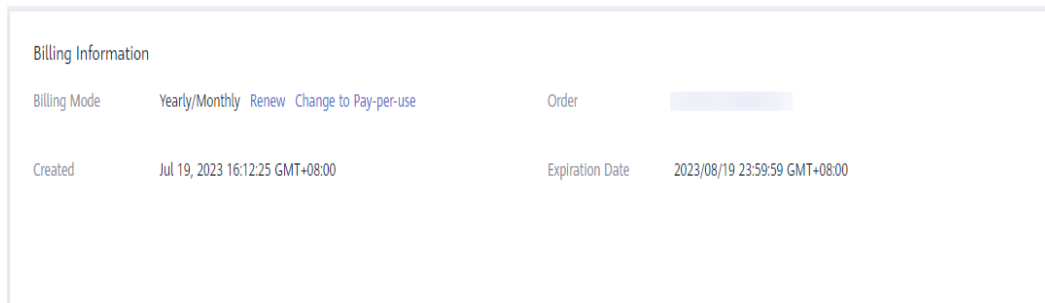 Billing Information
Billing Mode Yearly/Monthly Renew Change to Pay-per-use Order
Created Jul 19, 2023 16:12:25 GMT+08:00 Expiration Date 2023/08/19 23:59:59 GMT+08:00